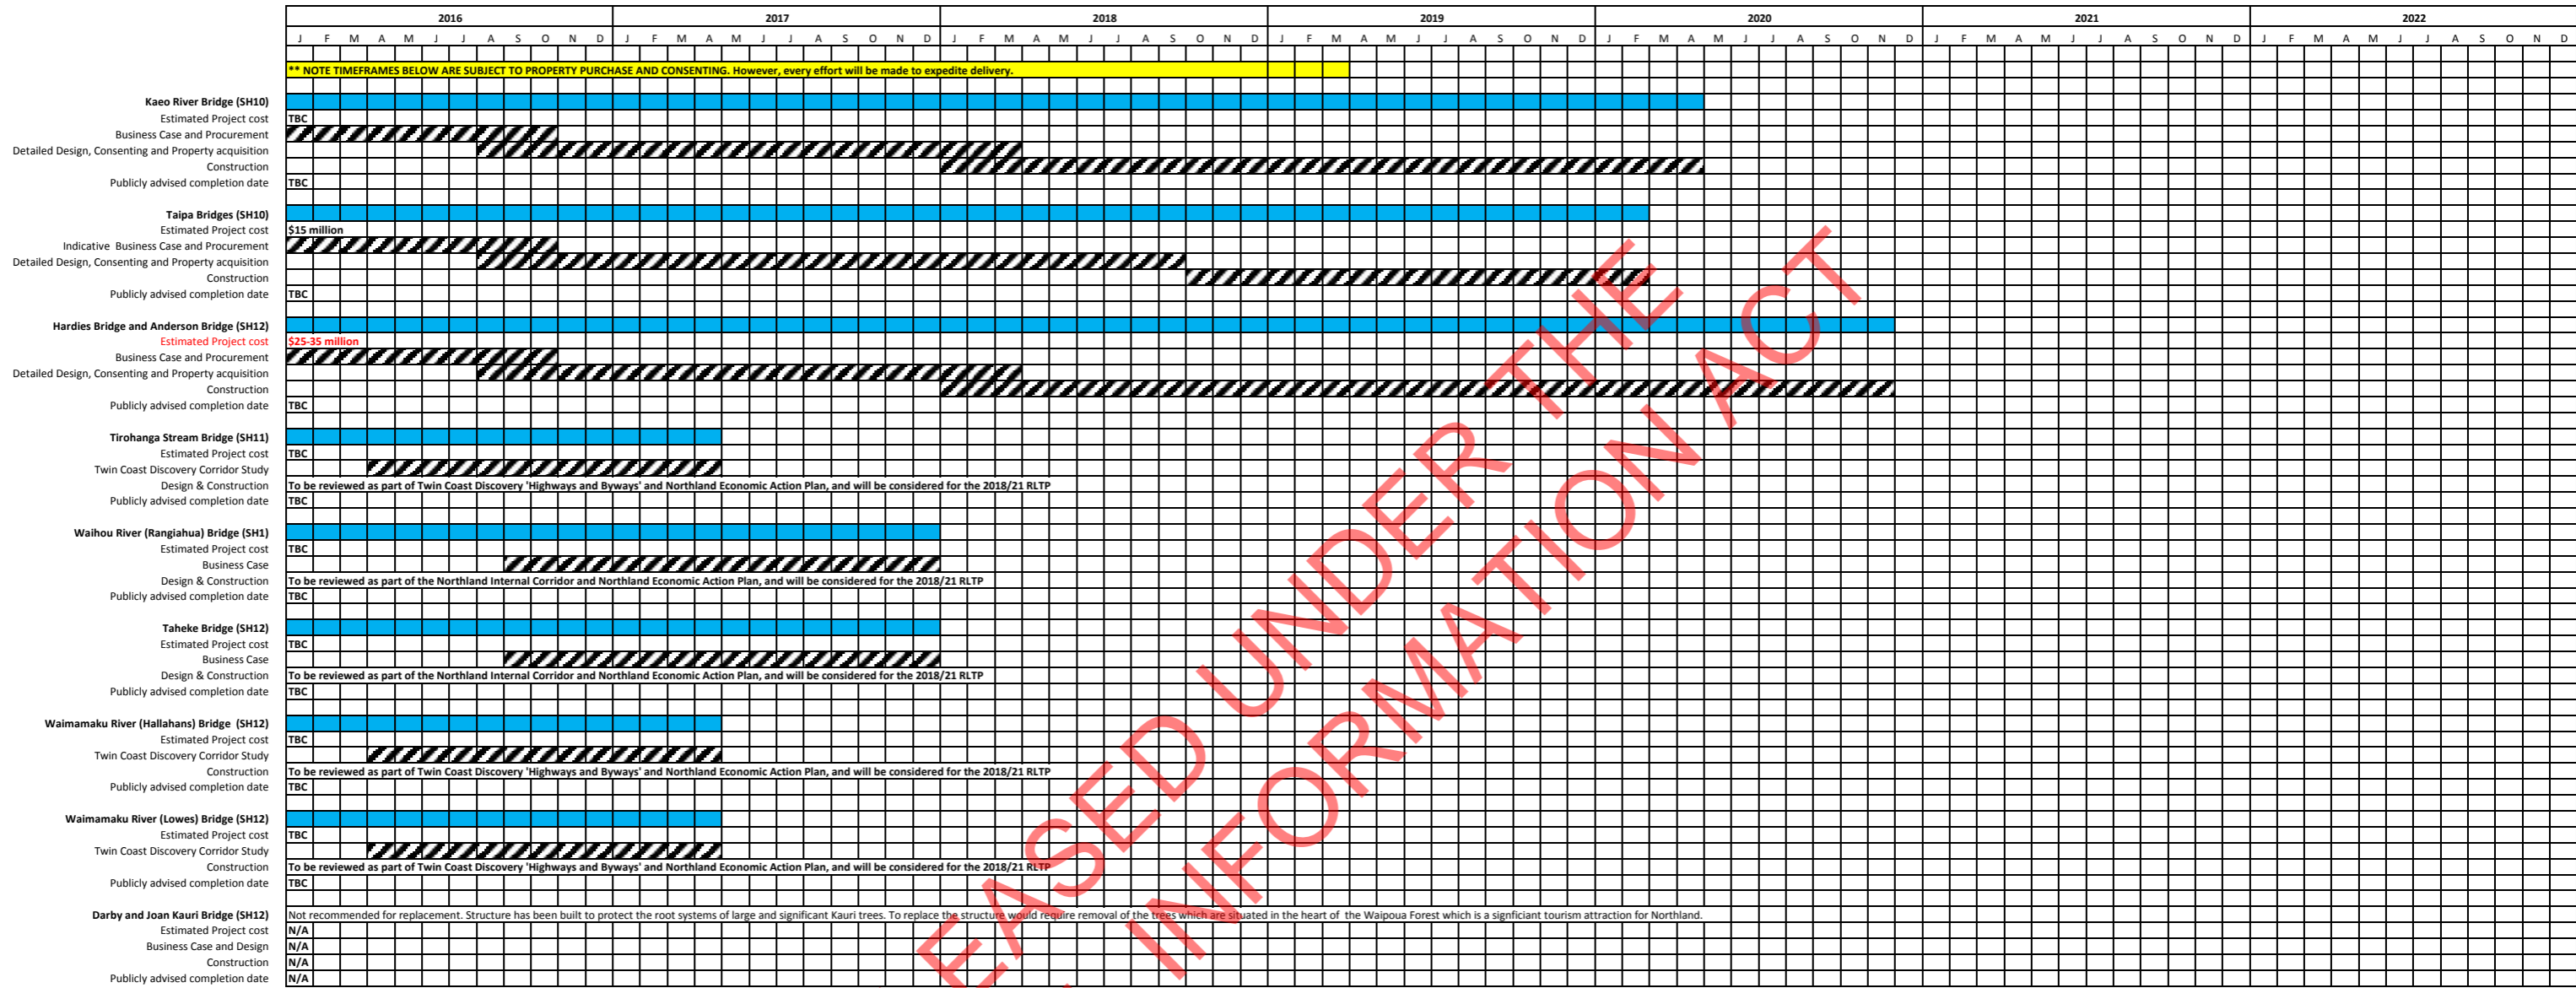 2016 2017 2018 2019 2020 2021 2022
J F M A M J J A S O N D J F M A M J J A S O N D J F M A M J J A S O N D J F M A M J J A S O N D J F M A M J J A S O N D J F M A M J J A S O N D J F M A M J J A S O N D
** NOTE TIMEFRAMES BELOW ARE SUBJECT TO PROPERTY PURCHASE AND CONSENTING. However, every effort will be made to expedite delivery.
Kaeo River Bridge (SH10)
Estimated Project cost TBC
Business Case and Procurement
Detailed Design, Consenting and Property acquisition
Construction
Publicly advised completion date TBC
Taipa Bridges (SH10)
Estimated Project cost $15 million
Indicative Business Case and Procurement
Detailed Design, Consenting and Property acquisition
Construction
Publicly advised completion date TBC
Hardies Bridge and Anderson Bridge (SH12)
Estimated Project cost $25-35 million
Business Case and Procurement
Detailed Design, Consenting and Property acquisition
Construction
Publicly advised completion date TBC
Tirohanga Stream Bridge (SH11)
Estimated Project cost TBC
Twin Coast Discovery Corridor Study
Design & Construction To be reviewed as part of Twin Coast Discovery 'Highways and Byways' and Northland Economic Action Plan, and will be considered for the 2018/21 RLTP
Publicly advised completion date TBC
Waihou River (Rangiahua) Bridge (SH1)
Estimated Project cost TBC
Business Case
Design & Construction To be reviewed as part of the Northland Internal Corridor and Northland Economic Action Plan, and will be considered for the 2018/21 RLTP
Publicly advised completion date TBC
Taheke Bridge (SH12)
Estimated Project cost TBC
Business Case
Design & Construction To be reviewed as part of the Northland Internal Corridor and Northland Economic Action Plan, and will be considered for the 2018/21 RLTP
Publicly advised completion date TBC
Waimamaku River (Hallahans) Bridge (SH12)
Estimated Project cost TBC
Twin Coast Discovery Corridor Study
Construction To be reviewed as part of Twin Coast Discovery 'Highways and Byways' and Northland Economic Action Plan, and will be considered for the 2018/21 RLTP
Publicly advised completion date TBC
Waimamaku River (Lowes) Bridge (SH12)
Estimated Project cost TBC
Twin Coast Discovery Corridor Study
Construction To be reviewed as part of Twin Coast Discovery 'Highways and Byways' and Northland Economic Action Plan, and will be considered for the 2018/21 RLTP
Publicly advised completion date TBC
Darby and Joan Kauri Bridge (SH12) Not recommended for replacement. Structure has been built to protect the root systems of large and significant Kauri trees. To replace the structure would require removal of the trees which are situated in the heart of the Waipoua Forest which is a signficiant tourism attraction for Northland.
Estimated Project cost N/A
Business Case and Design N/A
Construction N/A
Publicly advised completion date N/A
EASED UNDER THE
INFORMATION ACT